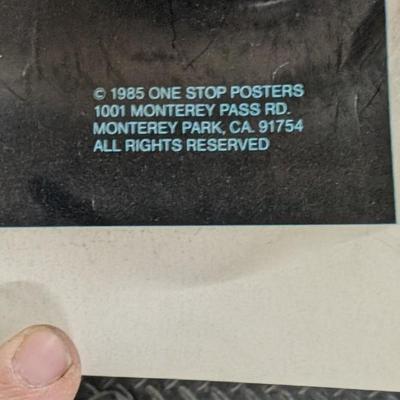 © 1985 ONE STOP POSTERS
1001 MONTEREY PASS RD.
MONTEREY PARK, CA. 91754
ALL RIGHTS RESERVED